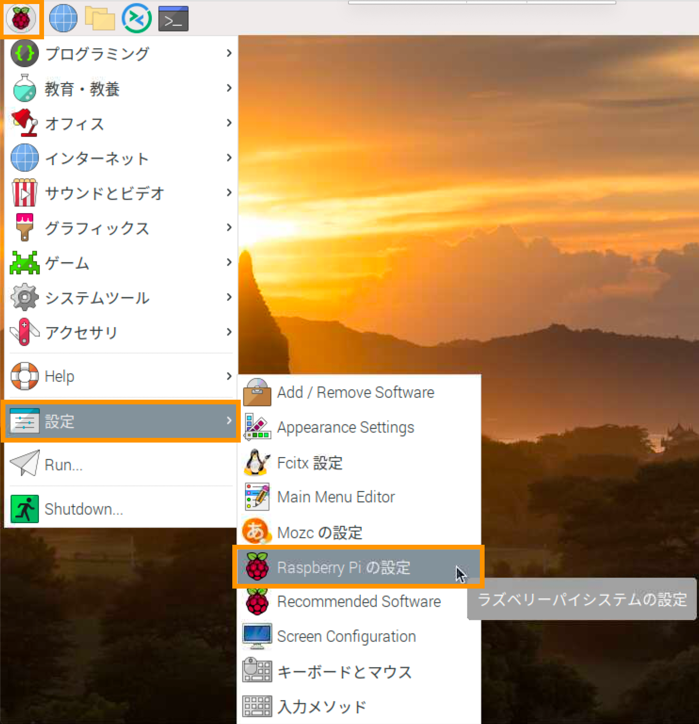 プログラミング
教育・教養
オフィス
インターネット
サウンドとビデオ
グラフィックス
ゲーム
システムツール
アクセサリ
Help
設定
Run...
Shutdown...
Add / Remove Software
Appearance Settings
Fcitx 設定
Main Menu Editor
Mozc の設定
Raspberry Pi の設定
Recommended Software
Screen Configuration
キーボードとマウス
入力メソッド
ラズベリーパイシステムの設定